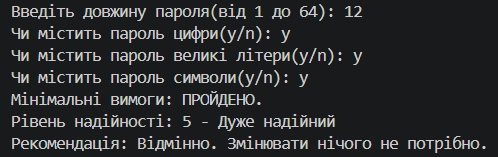 Введіть довжину пароля(від 1 до 64): 12
Чи містить пароль цифри(y/n): y
Чи містить пароль великі літери(y/n): y
Чи містить пароль символи(y/n): y
Мінімальні вимоги: ПРОЙДЕНО.
Рівень надійності: 5 - Дуже надійний
Рекомендація: Відмінно. Змінювати нічого не потрібно.